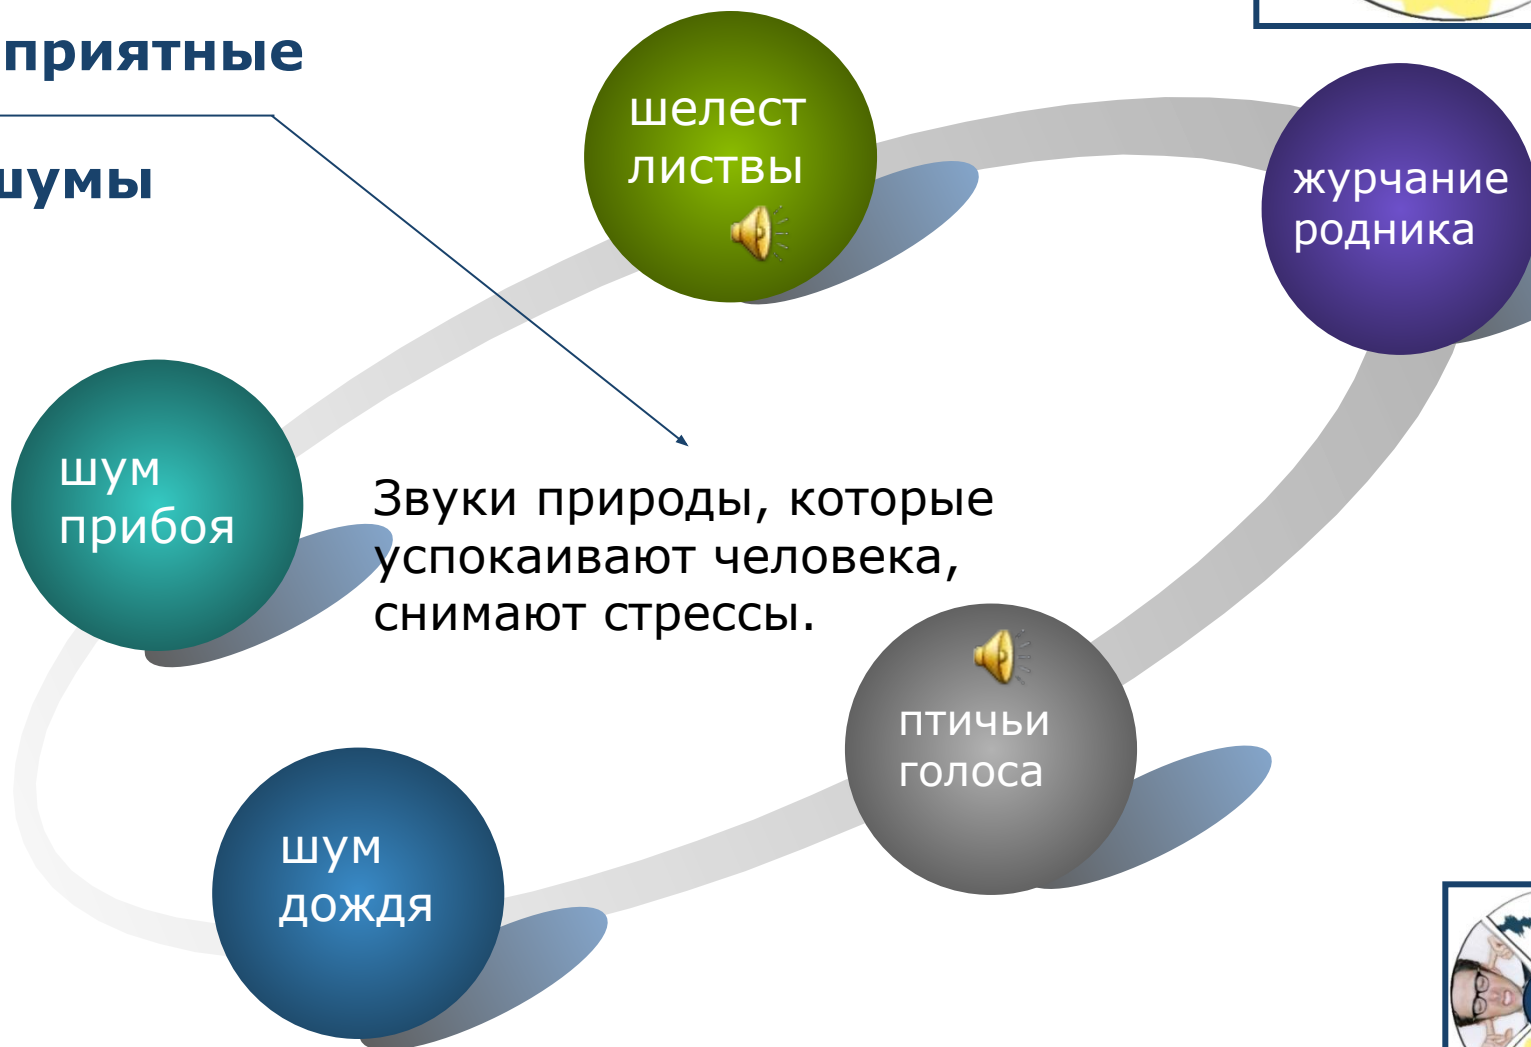 приятные
шумы
шелест
листвы
журчание
родника
шум
прибоя
Звуки природы, которые
успокаивают человека,
снимают стрессы.
птичьи
голоса
шум
дождя